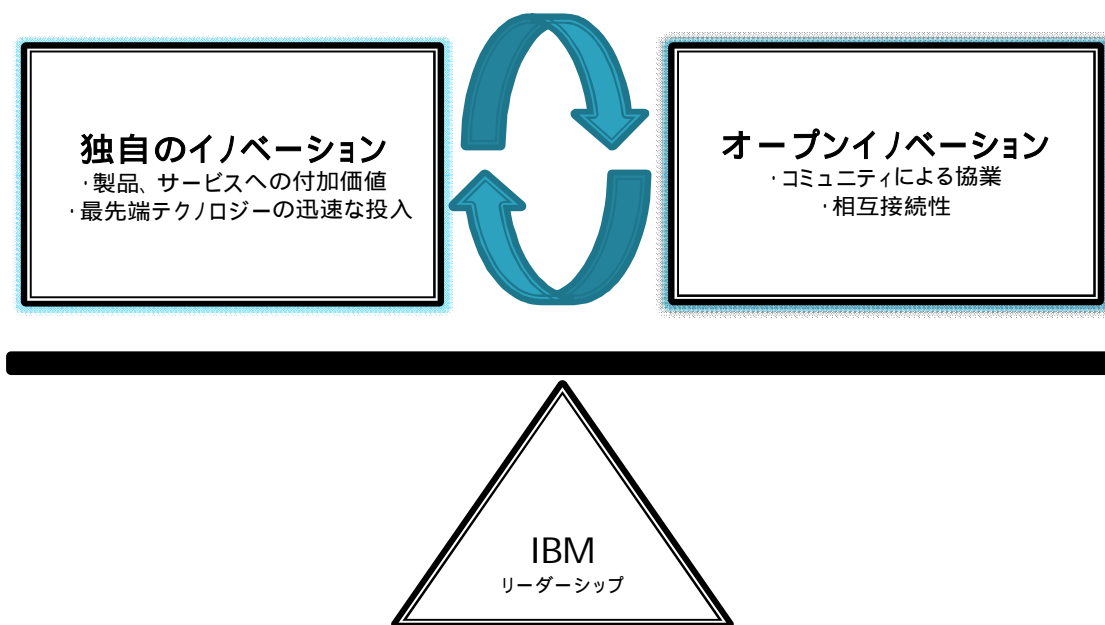 独自のイノベーション
・製品、サービスへの付加価値
・最先端テクノロジーの迅速な投入
オープンイノベーション
・コミュニティによる協業
・相互接続性
IBM
リーダーシップ